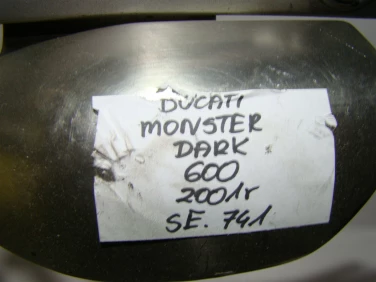 DUCATI
MONSTER
DARK
600
2001r
SE. 741